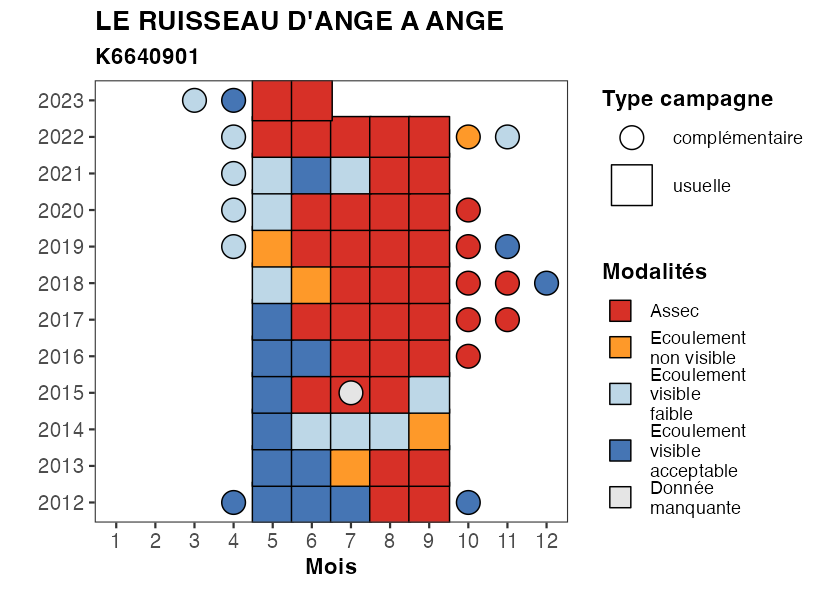 LE RUISSEAU D'ANGE A ANGE
K6640901
2023
2022
2021
2020
2019
2018
2017
2016
2015
2014
2013
2012
1 2 3 4 5 6 7 8 9 10 11 12
Mois
Type campagne
complémentaire
usuelle
Modalités
Assec
Ecoulement
non visible
Ecoulement
visible
faible
Ecoulement
visible
acceptable
Donnée
manquante